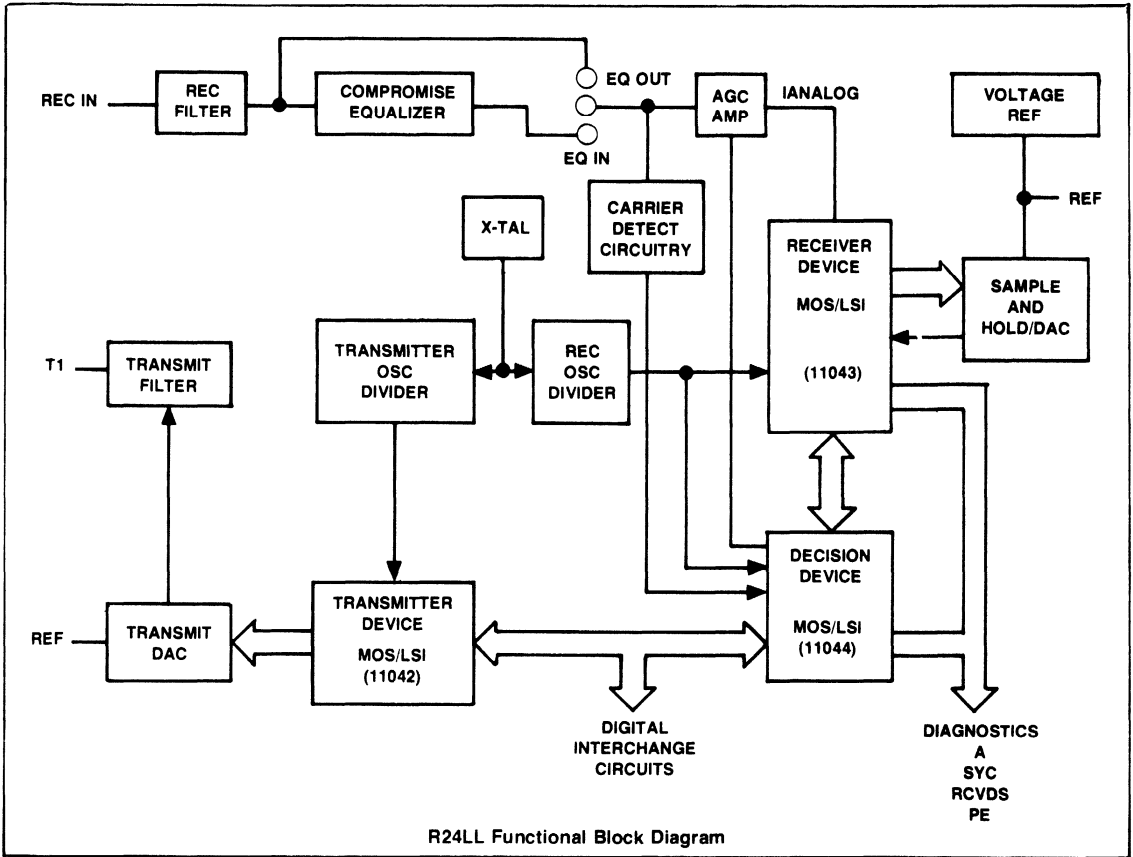 REC IN
REC
FILTER
COMPROMISE
EQUALIZER
EQ OUT
EQ IN
AGC
AMP
IANALOG
VOLTAGE
REF
REF
X-TAL
CARRIER
DETECT
CIRCUITRY
RECEIVER
DEVICE
MOS/LSI
(11043)
SAMPLE
AND
HOLD/DAC
T1
TRANSMIT
FILTER
TRANSMITTER
OSC
DIVIDER
REC
OSC
DIVIDER
REF
TRANSMIT
DAC
TRANSMITTER
DEVICE
MOS/LSI
(11042)
DECISION
DEVICE
MOS/LSI
(11044)
DIGITAL
INTERCHANGE
CIRCUITS
DIAGNOSTICS
A
SYC
RCVDS
PE
R24LL Functional Block Diagram